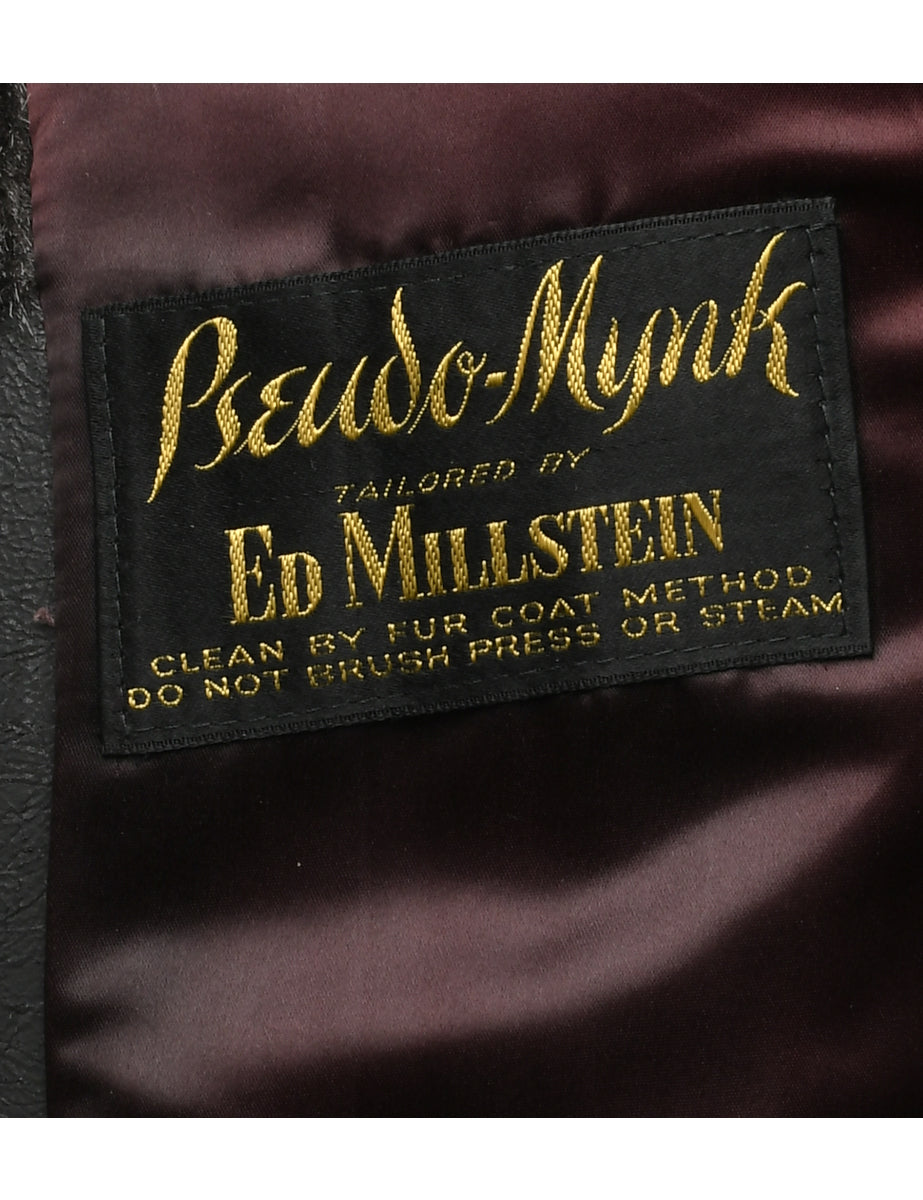 Pseudo-Mynk
TAILORED BY
ED MILLSTEIN
CLEAN BY FUR COAT METHOD
DO NOT BRUSH PRESS OR STEAM